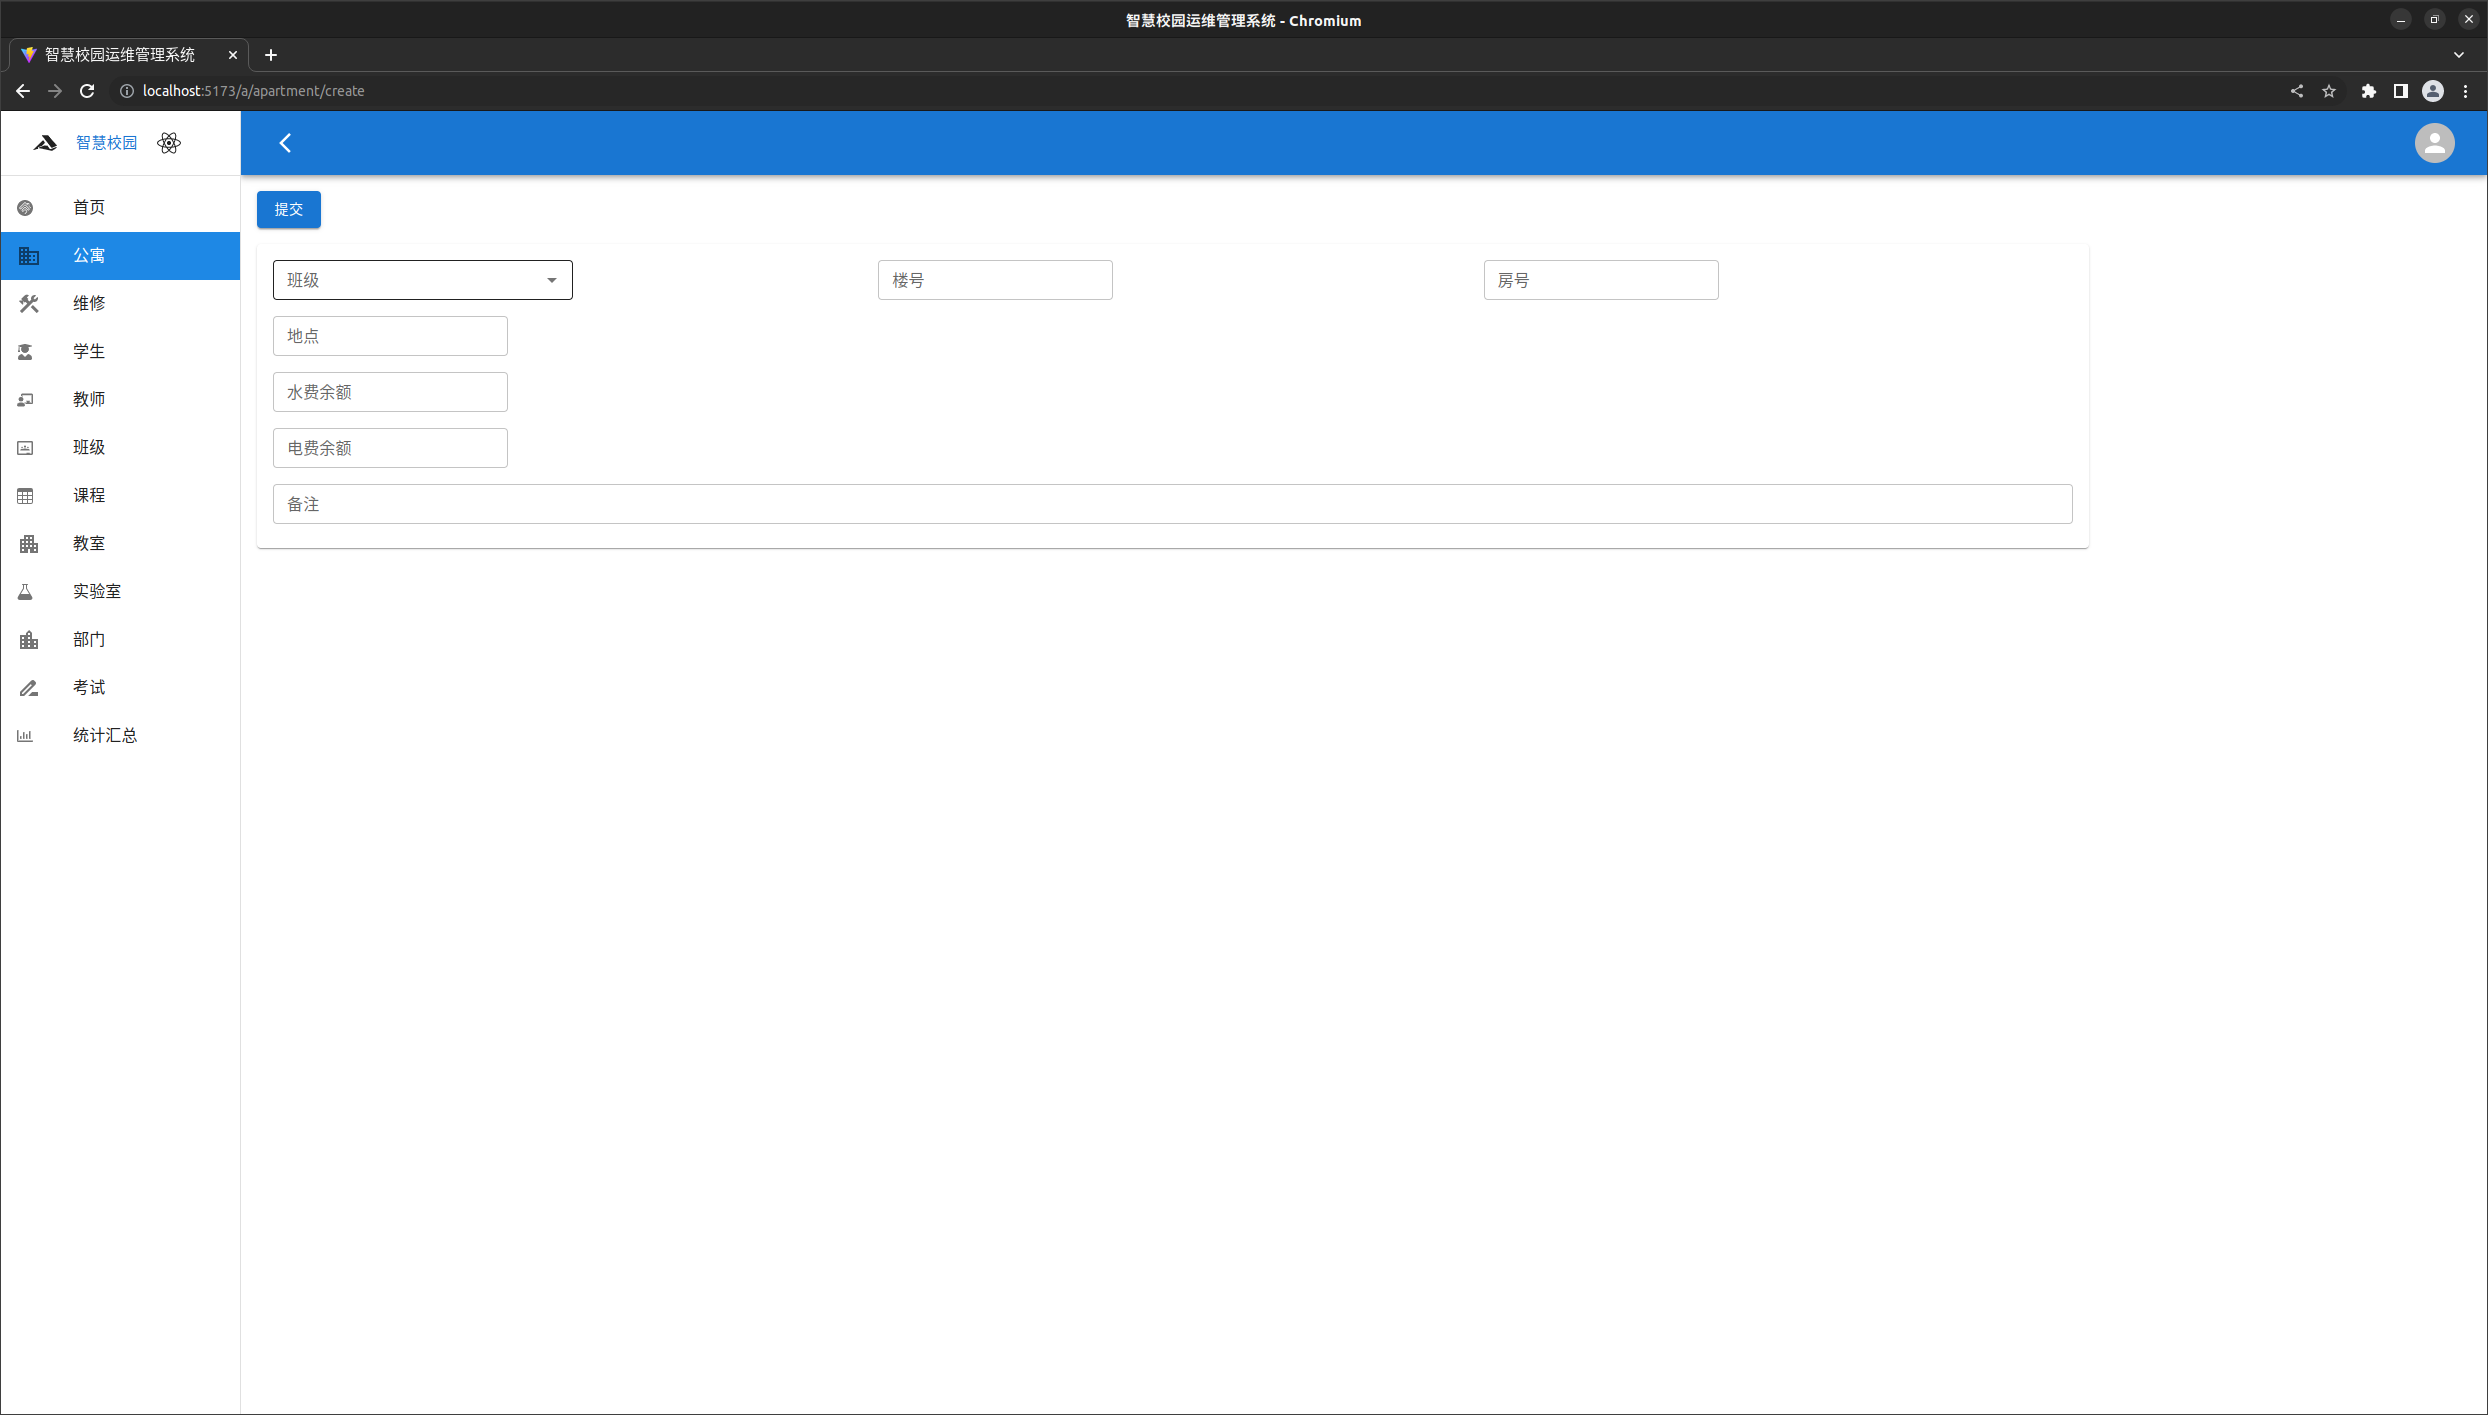 智慧校园运维管理系统 - Chromium
智慧校园运维管理系统
localhost:5173/a/apartment/create
智慧校园
首页
公寓
维修
学生
教师
班级
课程
教室
实验室
部门
考试
统计汇总
提交
班级
楼号
房号
地点
水费余额
电费余额
备注